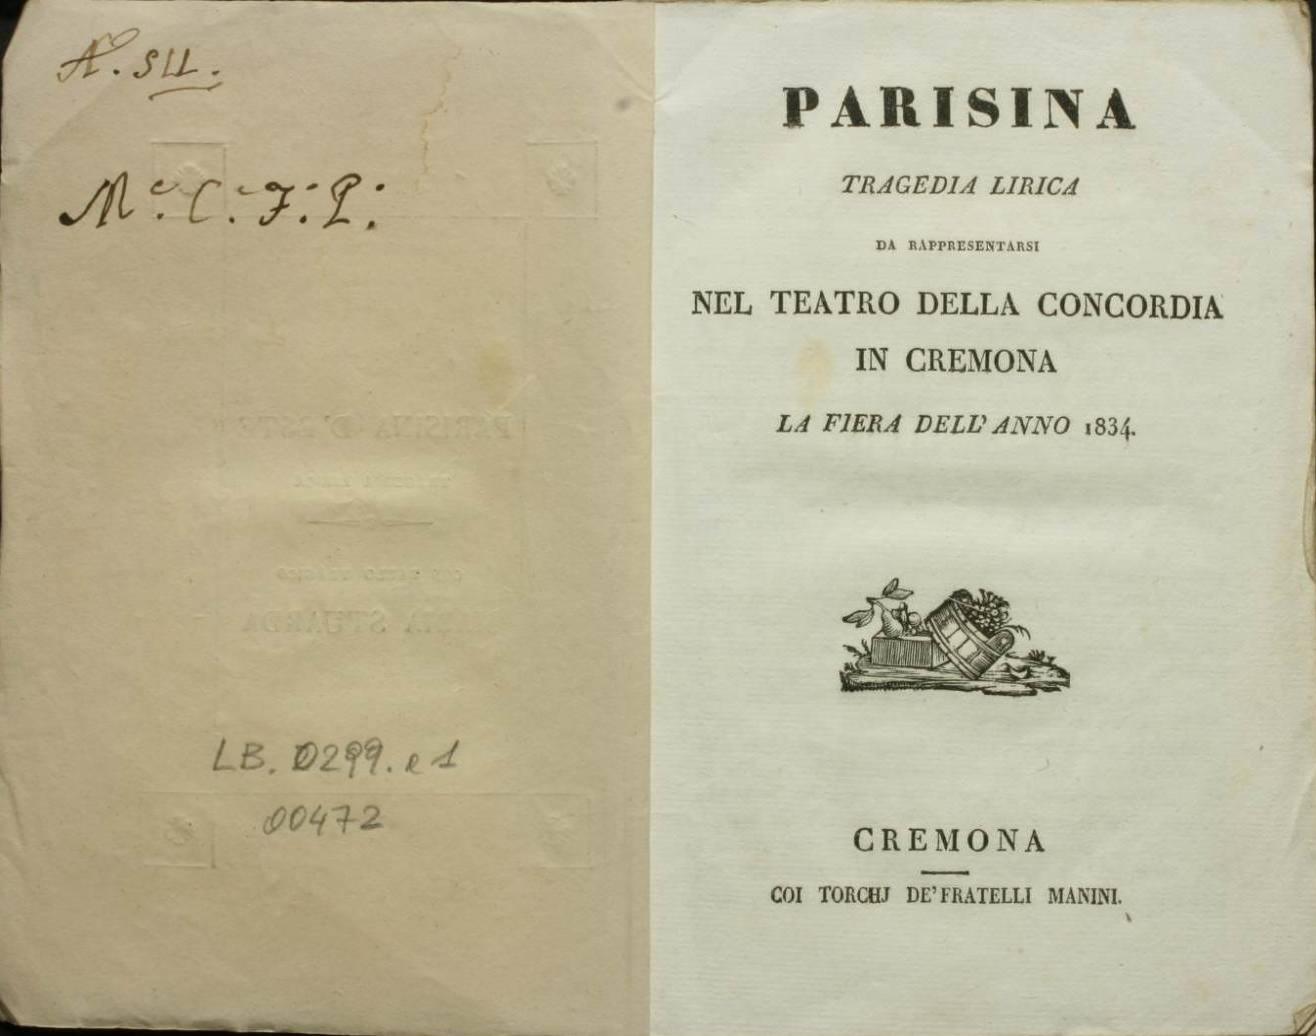 A. SII.
M.c C.e F.: P.:
LB. 0299. e 1
00472
PARISINA
TRAGEDIA LIRICA
DA RAPPRESENTARSI
NEL TEATRO DELLA CONCORDIA
IN CREMONA
LA FIERA DELL' ANNO 1834.
CREMONA
COI TORCHJ DE' FRATELLI MANINI.